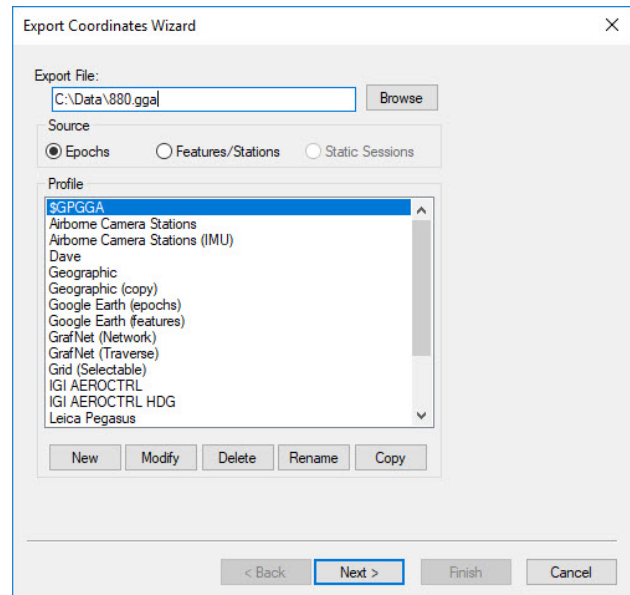 Export Coordinates Wizard
Export File:
C:\Data\880.gga
Browse
Source
Epochs Features/Stations Static Sessions
Profile
$GPGGA
Airborne Camera Stations
Airborne Camera Stations (IMU)
Dave
Geographic
Geographic (copy)
Google Earth (epochs)
Google Earth (features)
GrafNet (Network)
GrafNet (Traverse)
Grid (Selectable)
IGI AEROCTRL
IGI AEROCTRL HDG
Leica Pegasus
New Modify Delete Rename Copy
< Back Next > Finish Cancel